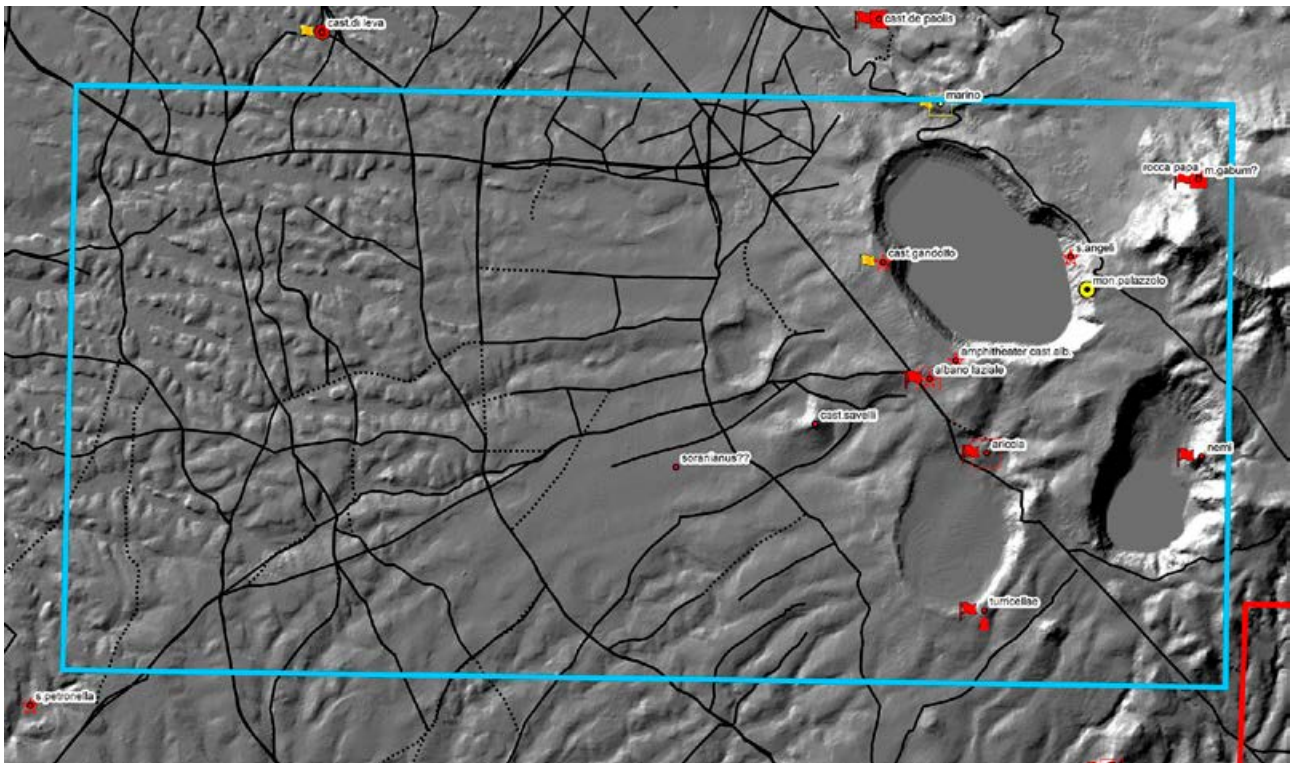 cast.di leva
cast.de paolis
marino
rocca papa
m.gabum?
s.angeli
cast.gandolfo
mon.palazzolo
amphitheater cast.alb.
albano laziale
cast.savelli
aricia
nemi
soranianus??
turricellae
s.petronella